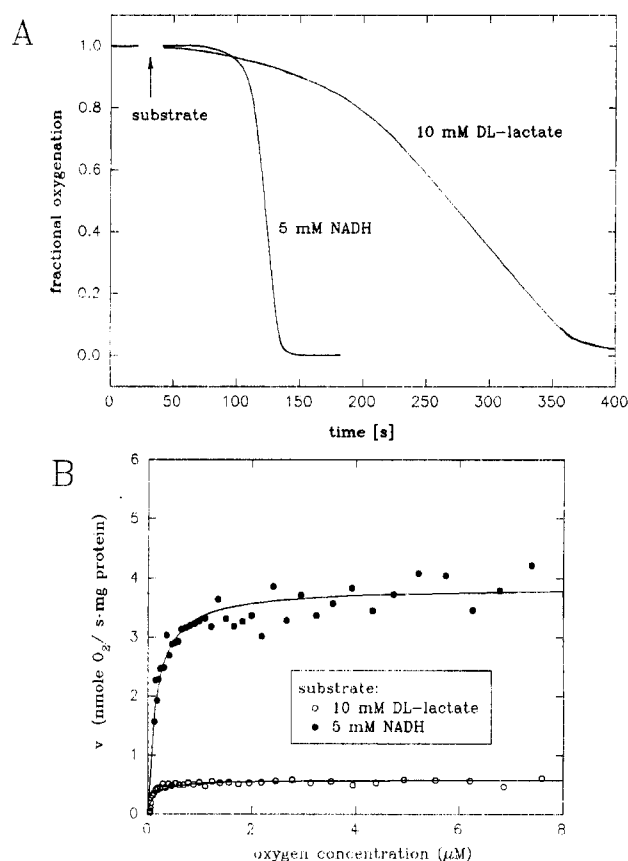 A
1.0
0.8
0.6
0.4
0.2
0.0
fractional oxygenation
substrate
10 mM DL-lactate
5 mM NADH
0 50 100 150 200 250 300 350 400
time [s]
B
6
5
4
3
2
1
0
v (nmole O2/ s·mg protein)
substrate:
○ 10 mM DL-lactate
● 5 mM NADH
0 2 4 6 8
oxygen concentration (μM)